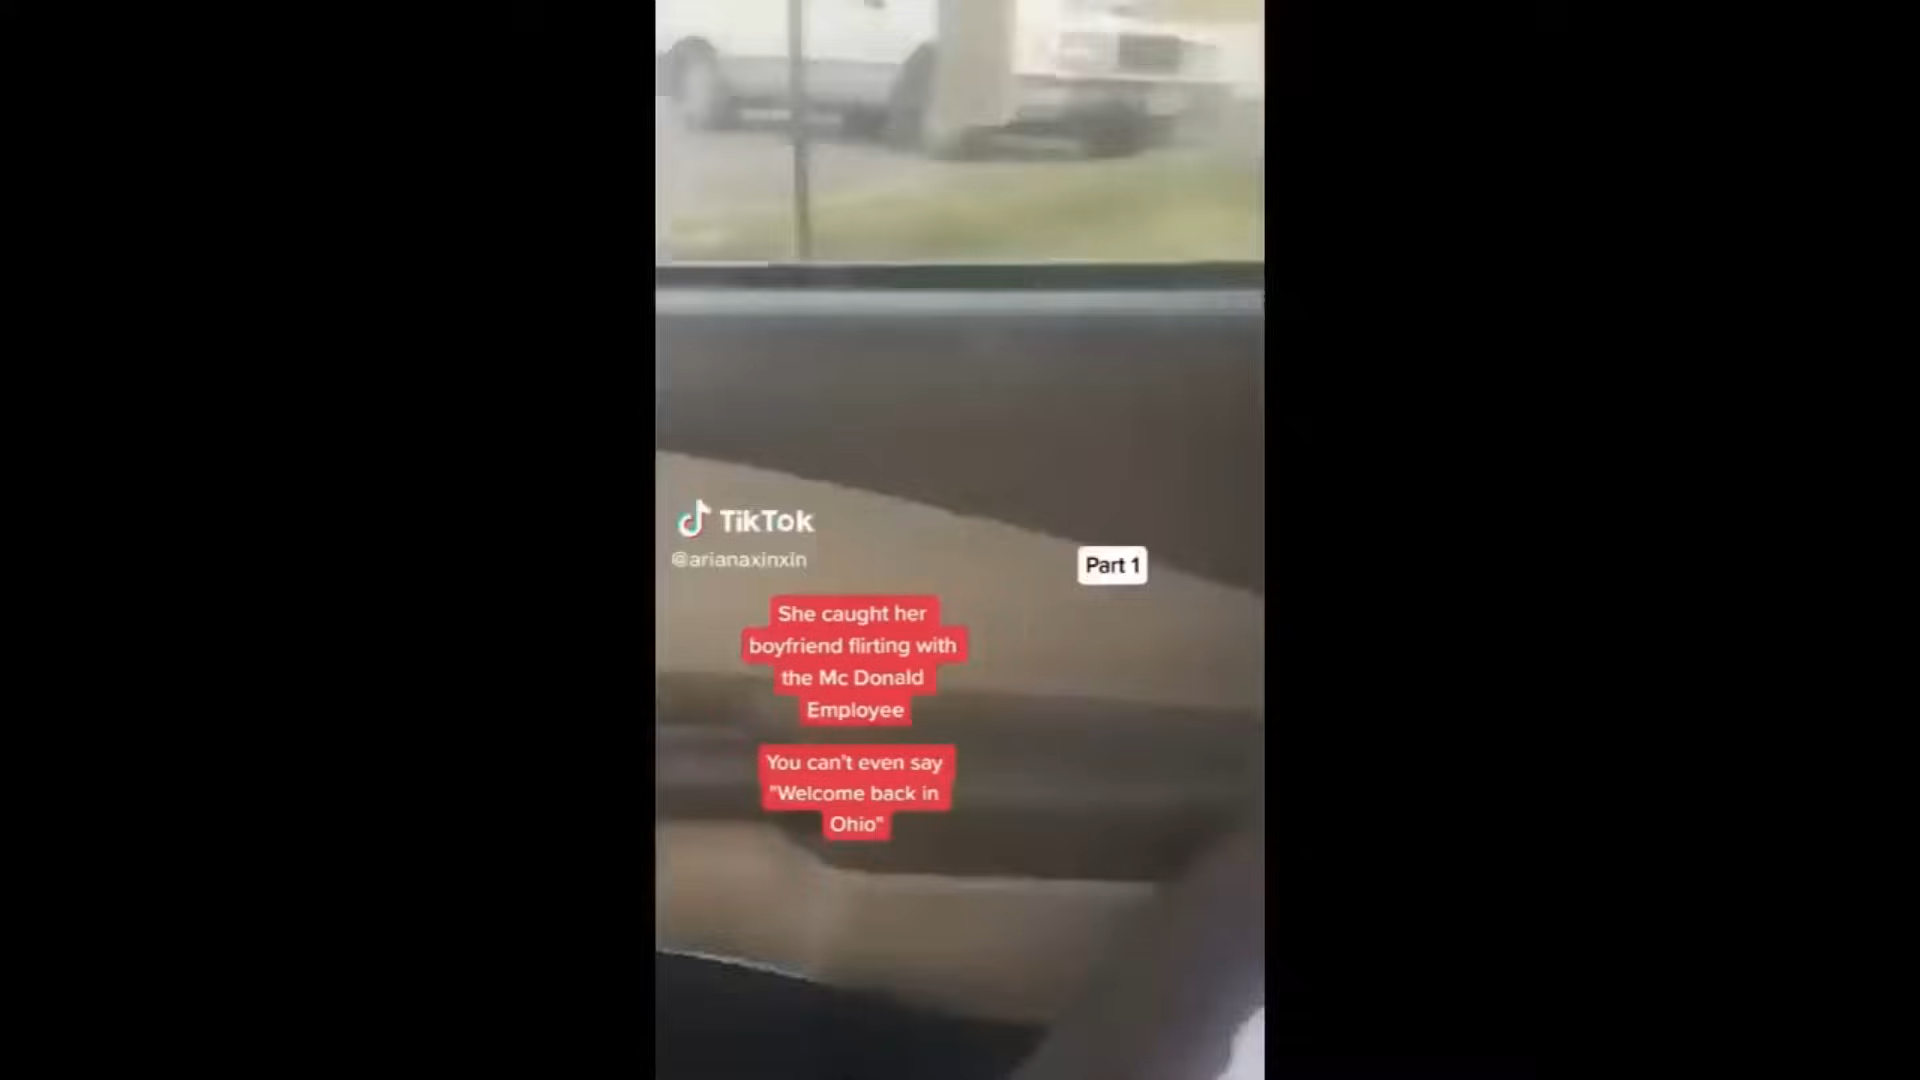 TikTok
@arianaxinxin
Part 1
She caught her
boyfriend flirting with
the Mc Donald
Employee
You can't even say
"Welcome back in
Ohio"